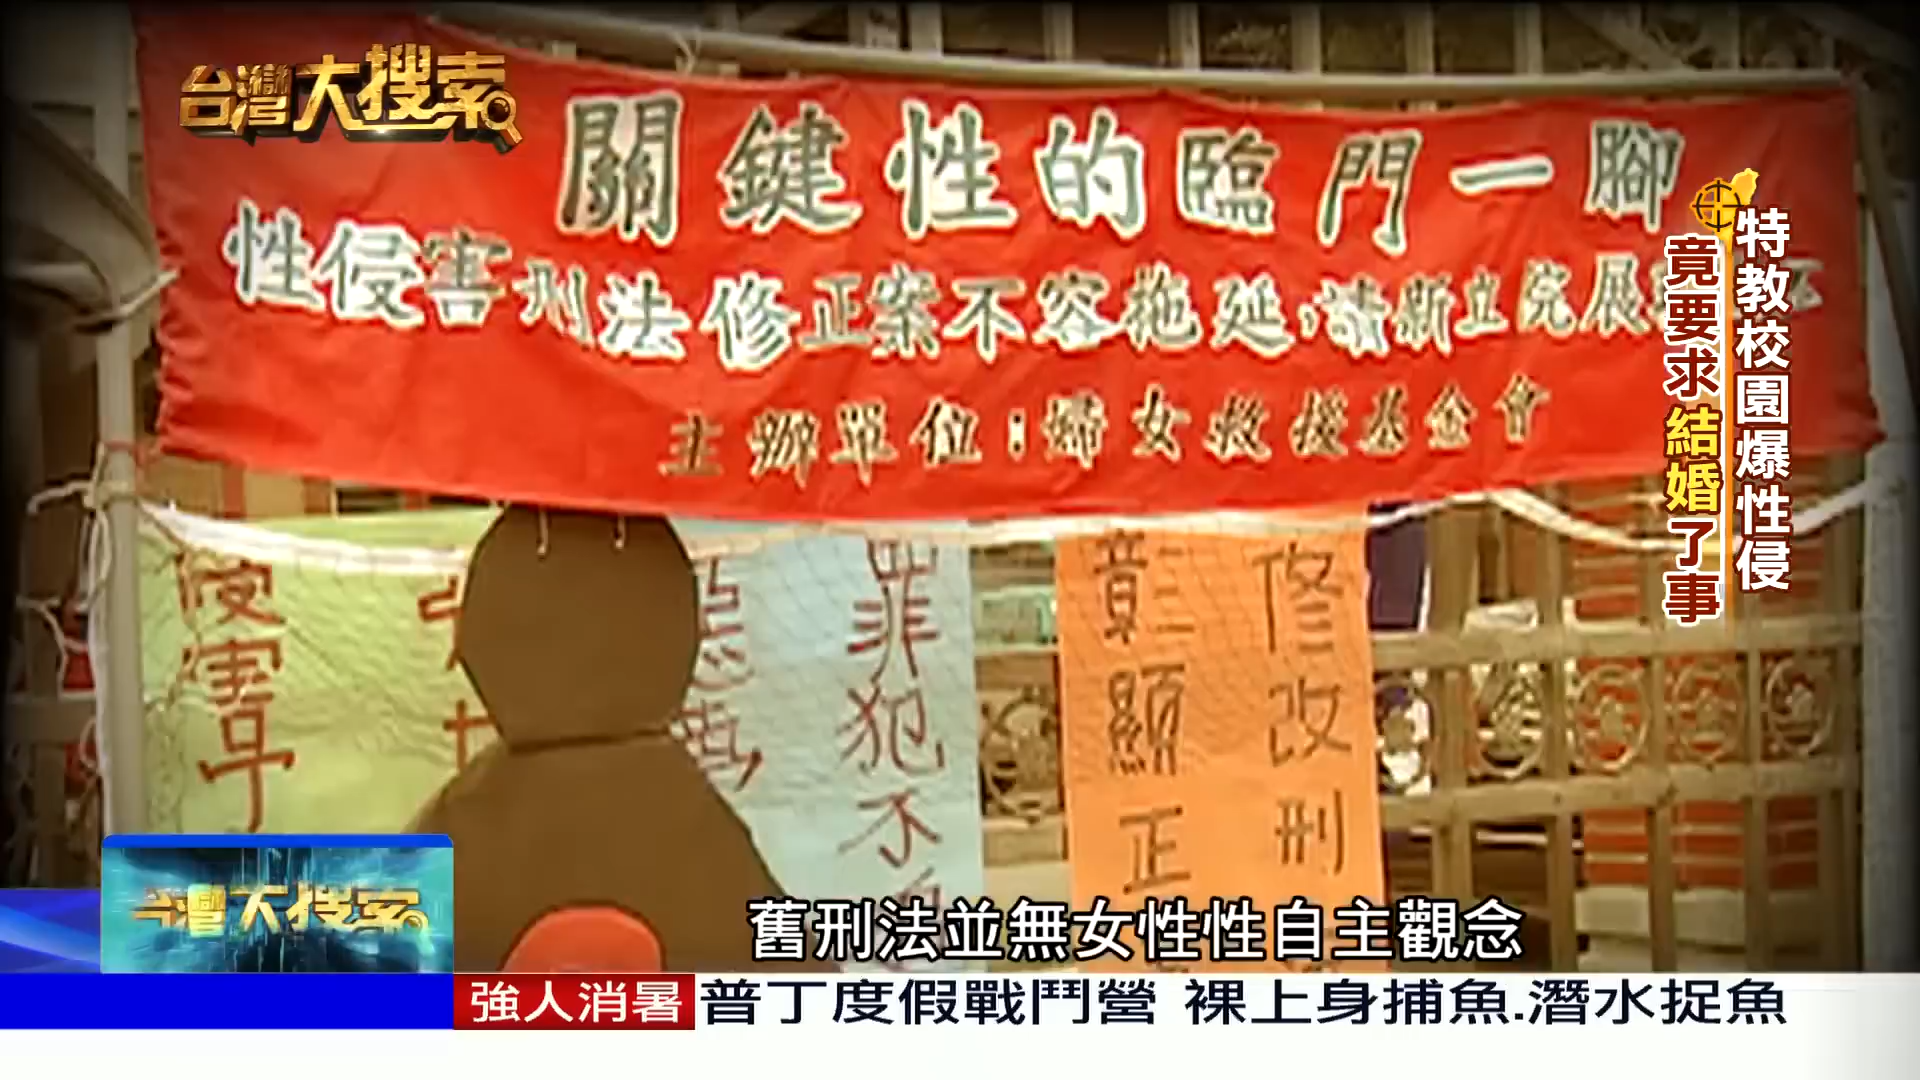 台灣大搜索
關鍵性的臨門一腳
性侵害刑法修正案不容拖延,請新立院展
主辦單位:婦女救援基金會
特教校園爆性侵
竟要求結婚了事
侵害
罪犯不
修改刑
彰顯正
舊刑法並無女性性自主觀念
台灣大搜索
強人消暑 普丁度假戰鬥營 裸上身捕魚.潛水捉魚